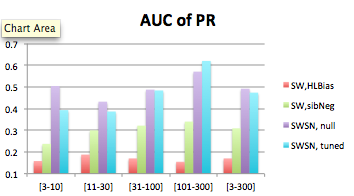 AUC of PR
Chart Area
0.7
0.6
0.5
0.4
0.3
0.2
0.1
[3-10] [11-30] [31-100] [101-300] [3-300]
SW,HLBias
SW,sibNeg
SWSN, null
SWSN, tuned